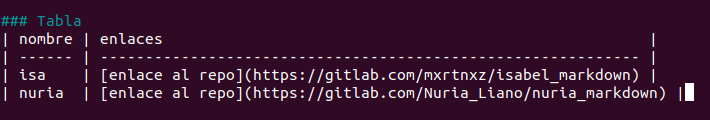 ### Tabla
| nombre | enlaces                                                     |
| ------ | ----------------------------------------------------------- |
| isa    | [enlace al repo](https://gitlab.com/mxrtnxz/isabel_markdown) |
| nuria  | [enlace al repo](https://gitlab.com/Nuria_Liano/nuria_markdown) |